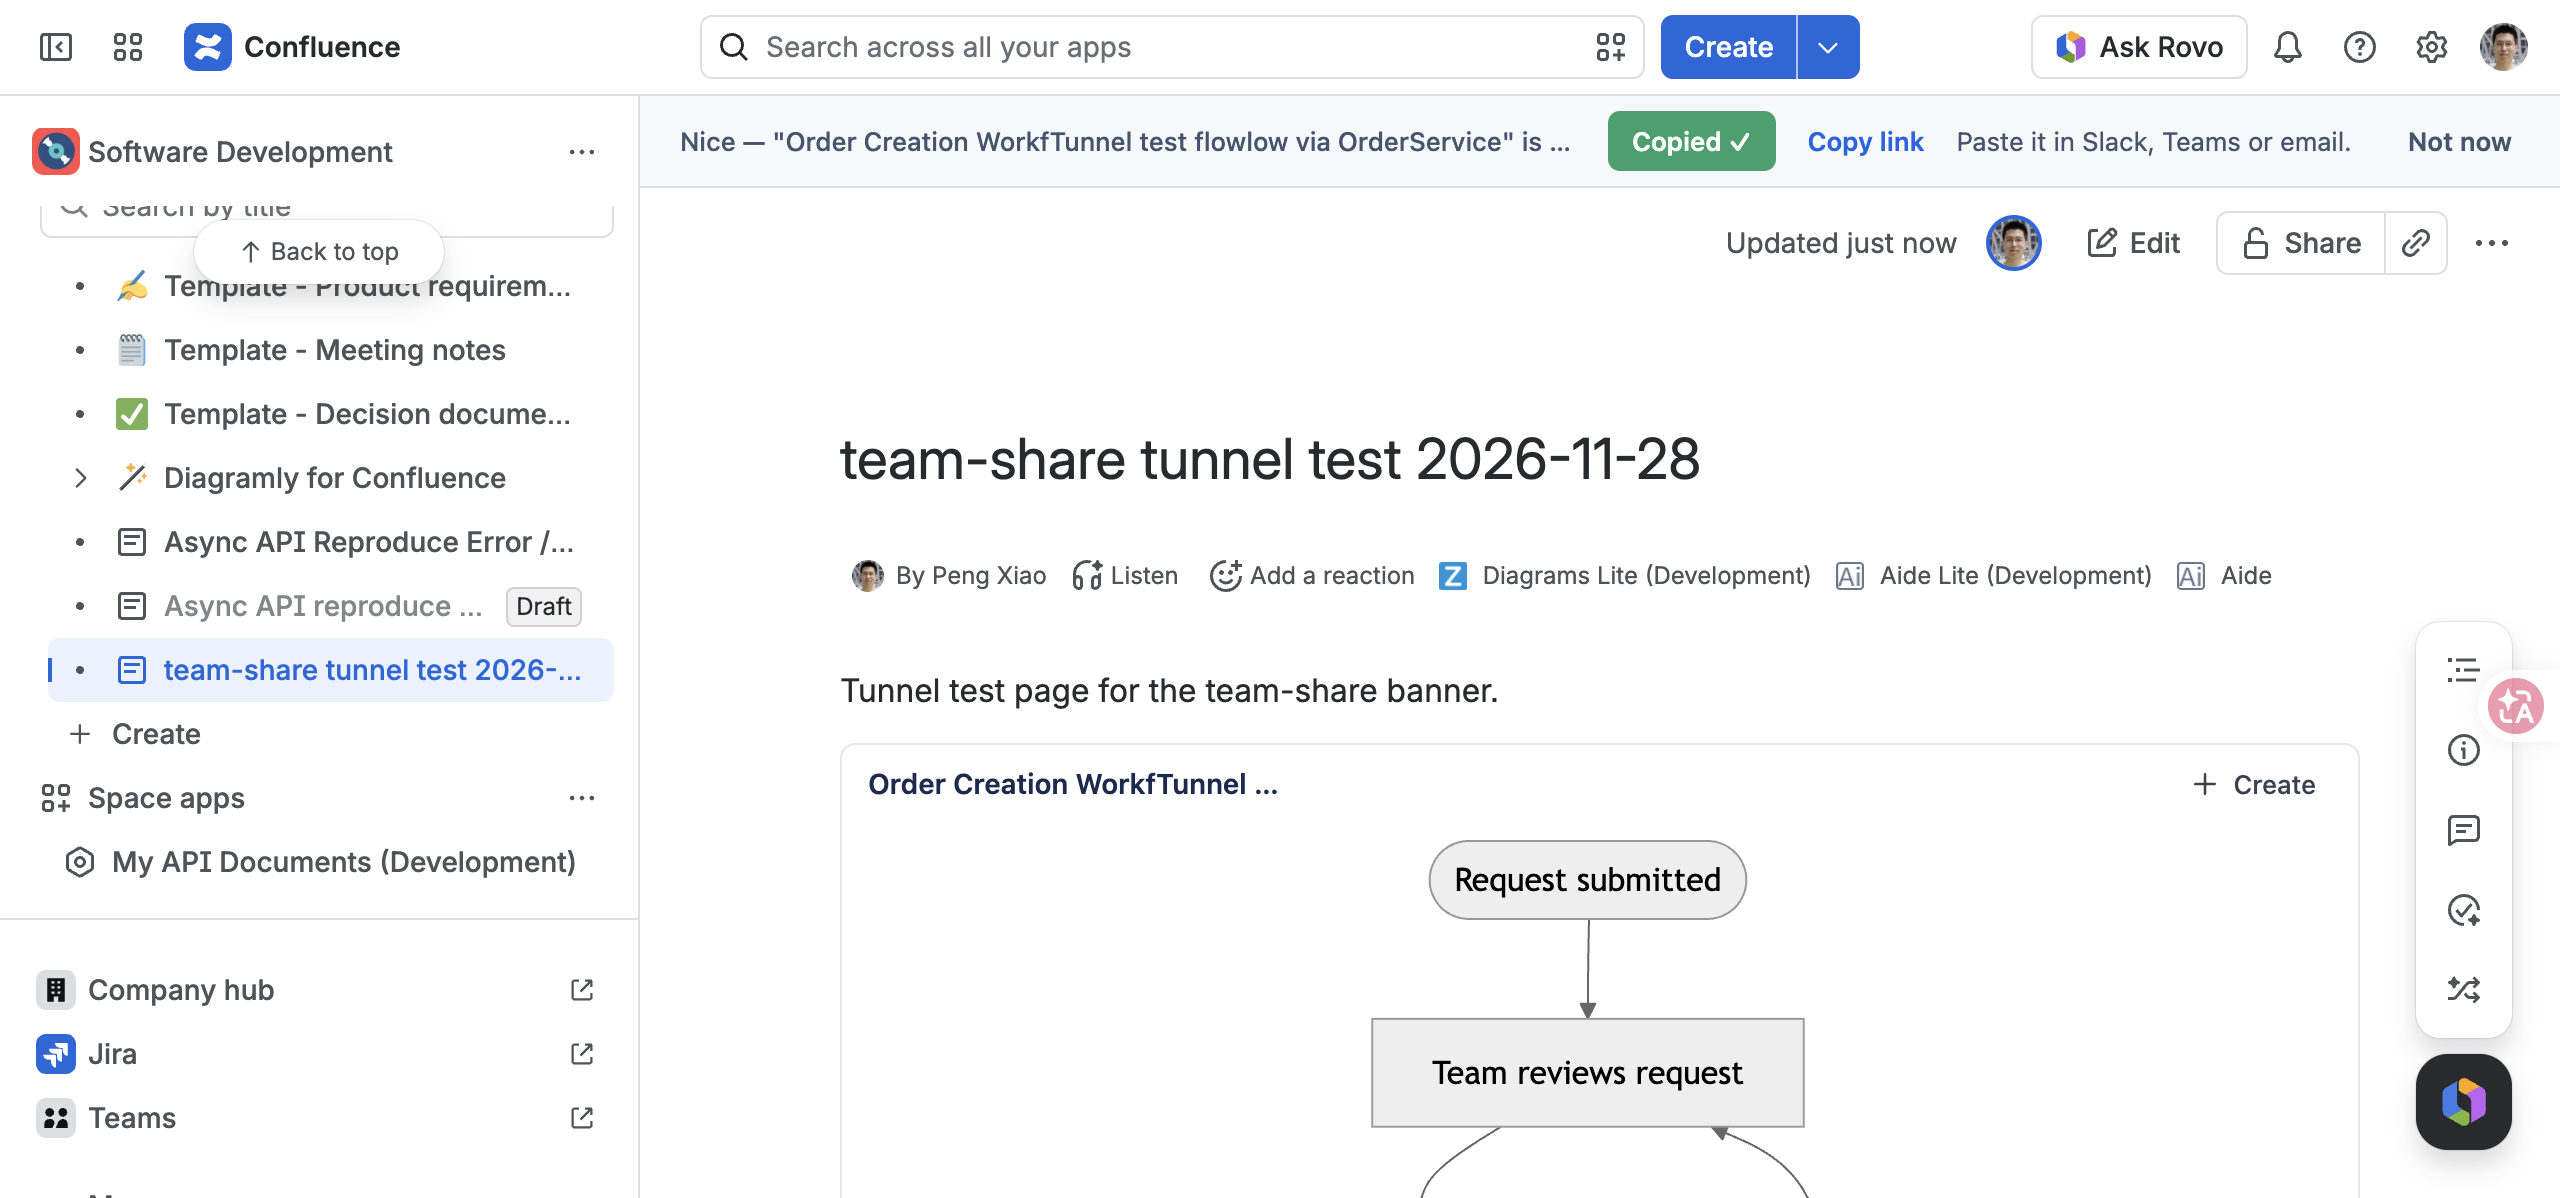 Confluence
Search across all your apps
Create
Ask Rovo
Software Development
Search by title
Back to top
Template - Product requirem...
Template - Meeting notes
Template - Decision docume...
Diagramly for Confluence
Async API Reproduce Error /...
Async API reproduce ... Draft
team-share tunnel test 2026-...
Create
Space apps
My API Documents (Development)
Company hub
Jira
Teams
Nice — "Order Creation WorkfTunnel test flowlow via OrderService" is ... Copied ✓ Copy link Paste it in Slack, Teams or email. Not now
Updated just now Edit Share
team-share tunnel test 2026-11-28
By Peng Xiao Listen Add a reaction Z Diagrams Lite (Development) Ai Aide Lite (Development) Ai Aide
Tunnel test page for the team-share banner.
Order Creation WorkfTunnel ... Create
Request submitted
Team reviews request